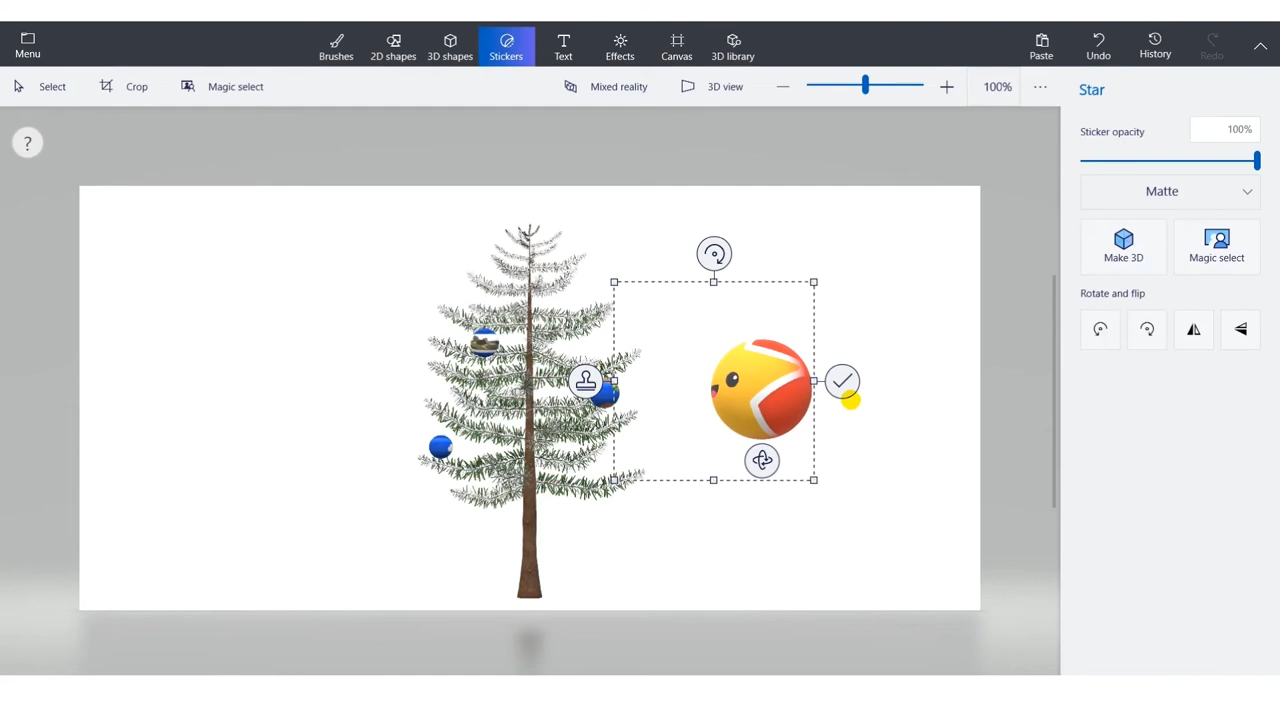 Menu
Brushes
2D shapes
3D shapes
Stickers
Text
Effects
Canvas
3D library
Paste
Undo
History
Redo
Select
Crop
Magic select
Mixed reality
3D view
100%
Star
?
Sticker opacity
100%
Matte
Make 3D
Magic select
Rotate and flip